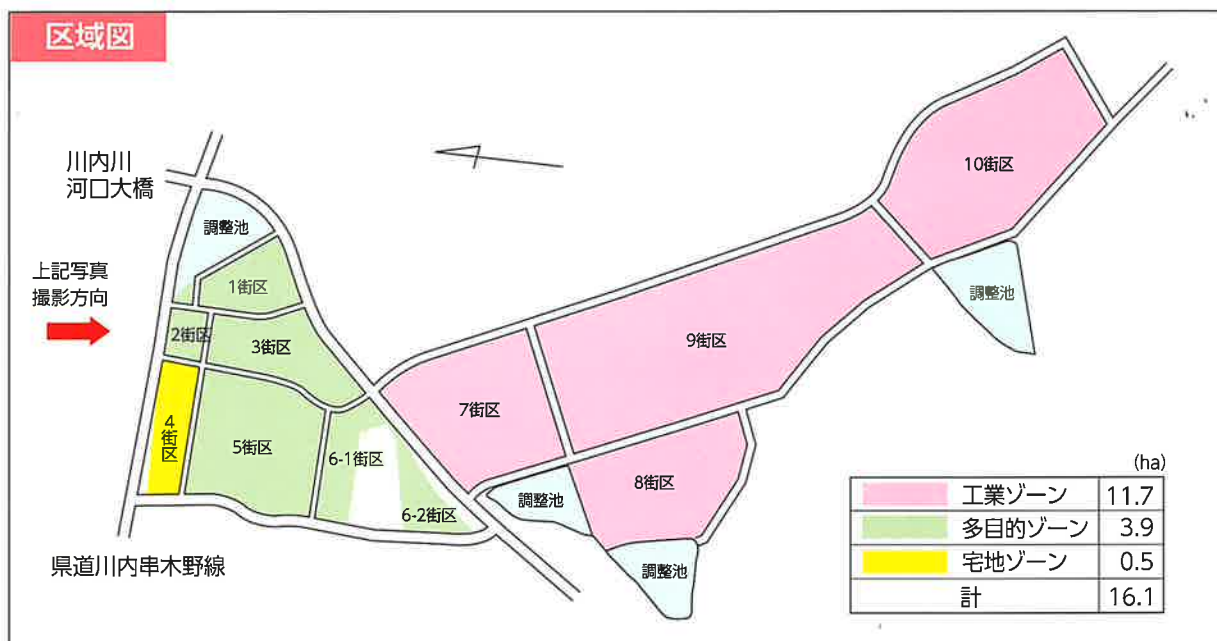 区域図
川内川
河口大橋
調整池
上記写真
撮影方向
1街区
2街区
3街区
4街区
5街区
6-1街区
6-2街区
7街区
8街区
9街区
10街区
調整池
調整池
調整池
県道川内串木野線
(ha)
工業ゾーン 11.7
多目的ゾーン 3.9
宅地ゾーン 0.5
計 16.1